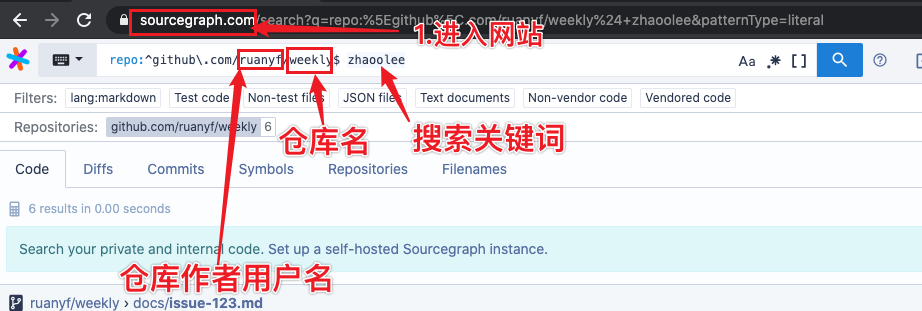 sourcegraph.com/search?q=repo:%5Egithub%5C.com/ruanyf/weekly%24+zhaoolee&patternType=literal
1.进入网站
repo:^github\.com/ruanyf/weekly$ zhaoolee
Aa .* []
Filters: lang:markdown Test code Non-test files JSON files Text documents Non-vendor code Vendored code
Repositories: github.com/ruanyf/weekly 6
仓库名
搜索关键词
Code Diffs Commits Symbols Repositories Filenames
6 results in 0.00 seconds
Search your private and internal code. Set up a self-hosted Sourcegraph instance.
仓库作者用户名
ruanyf/weekly › docs/issue-123.md